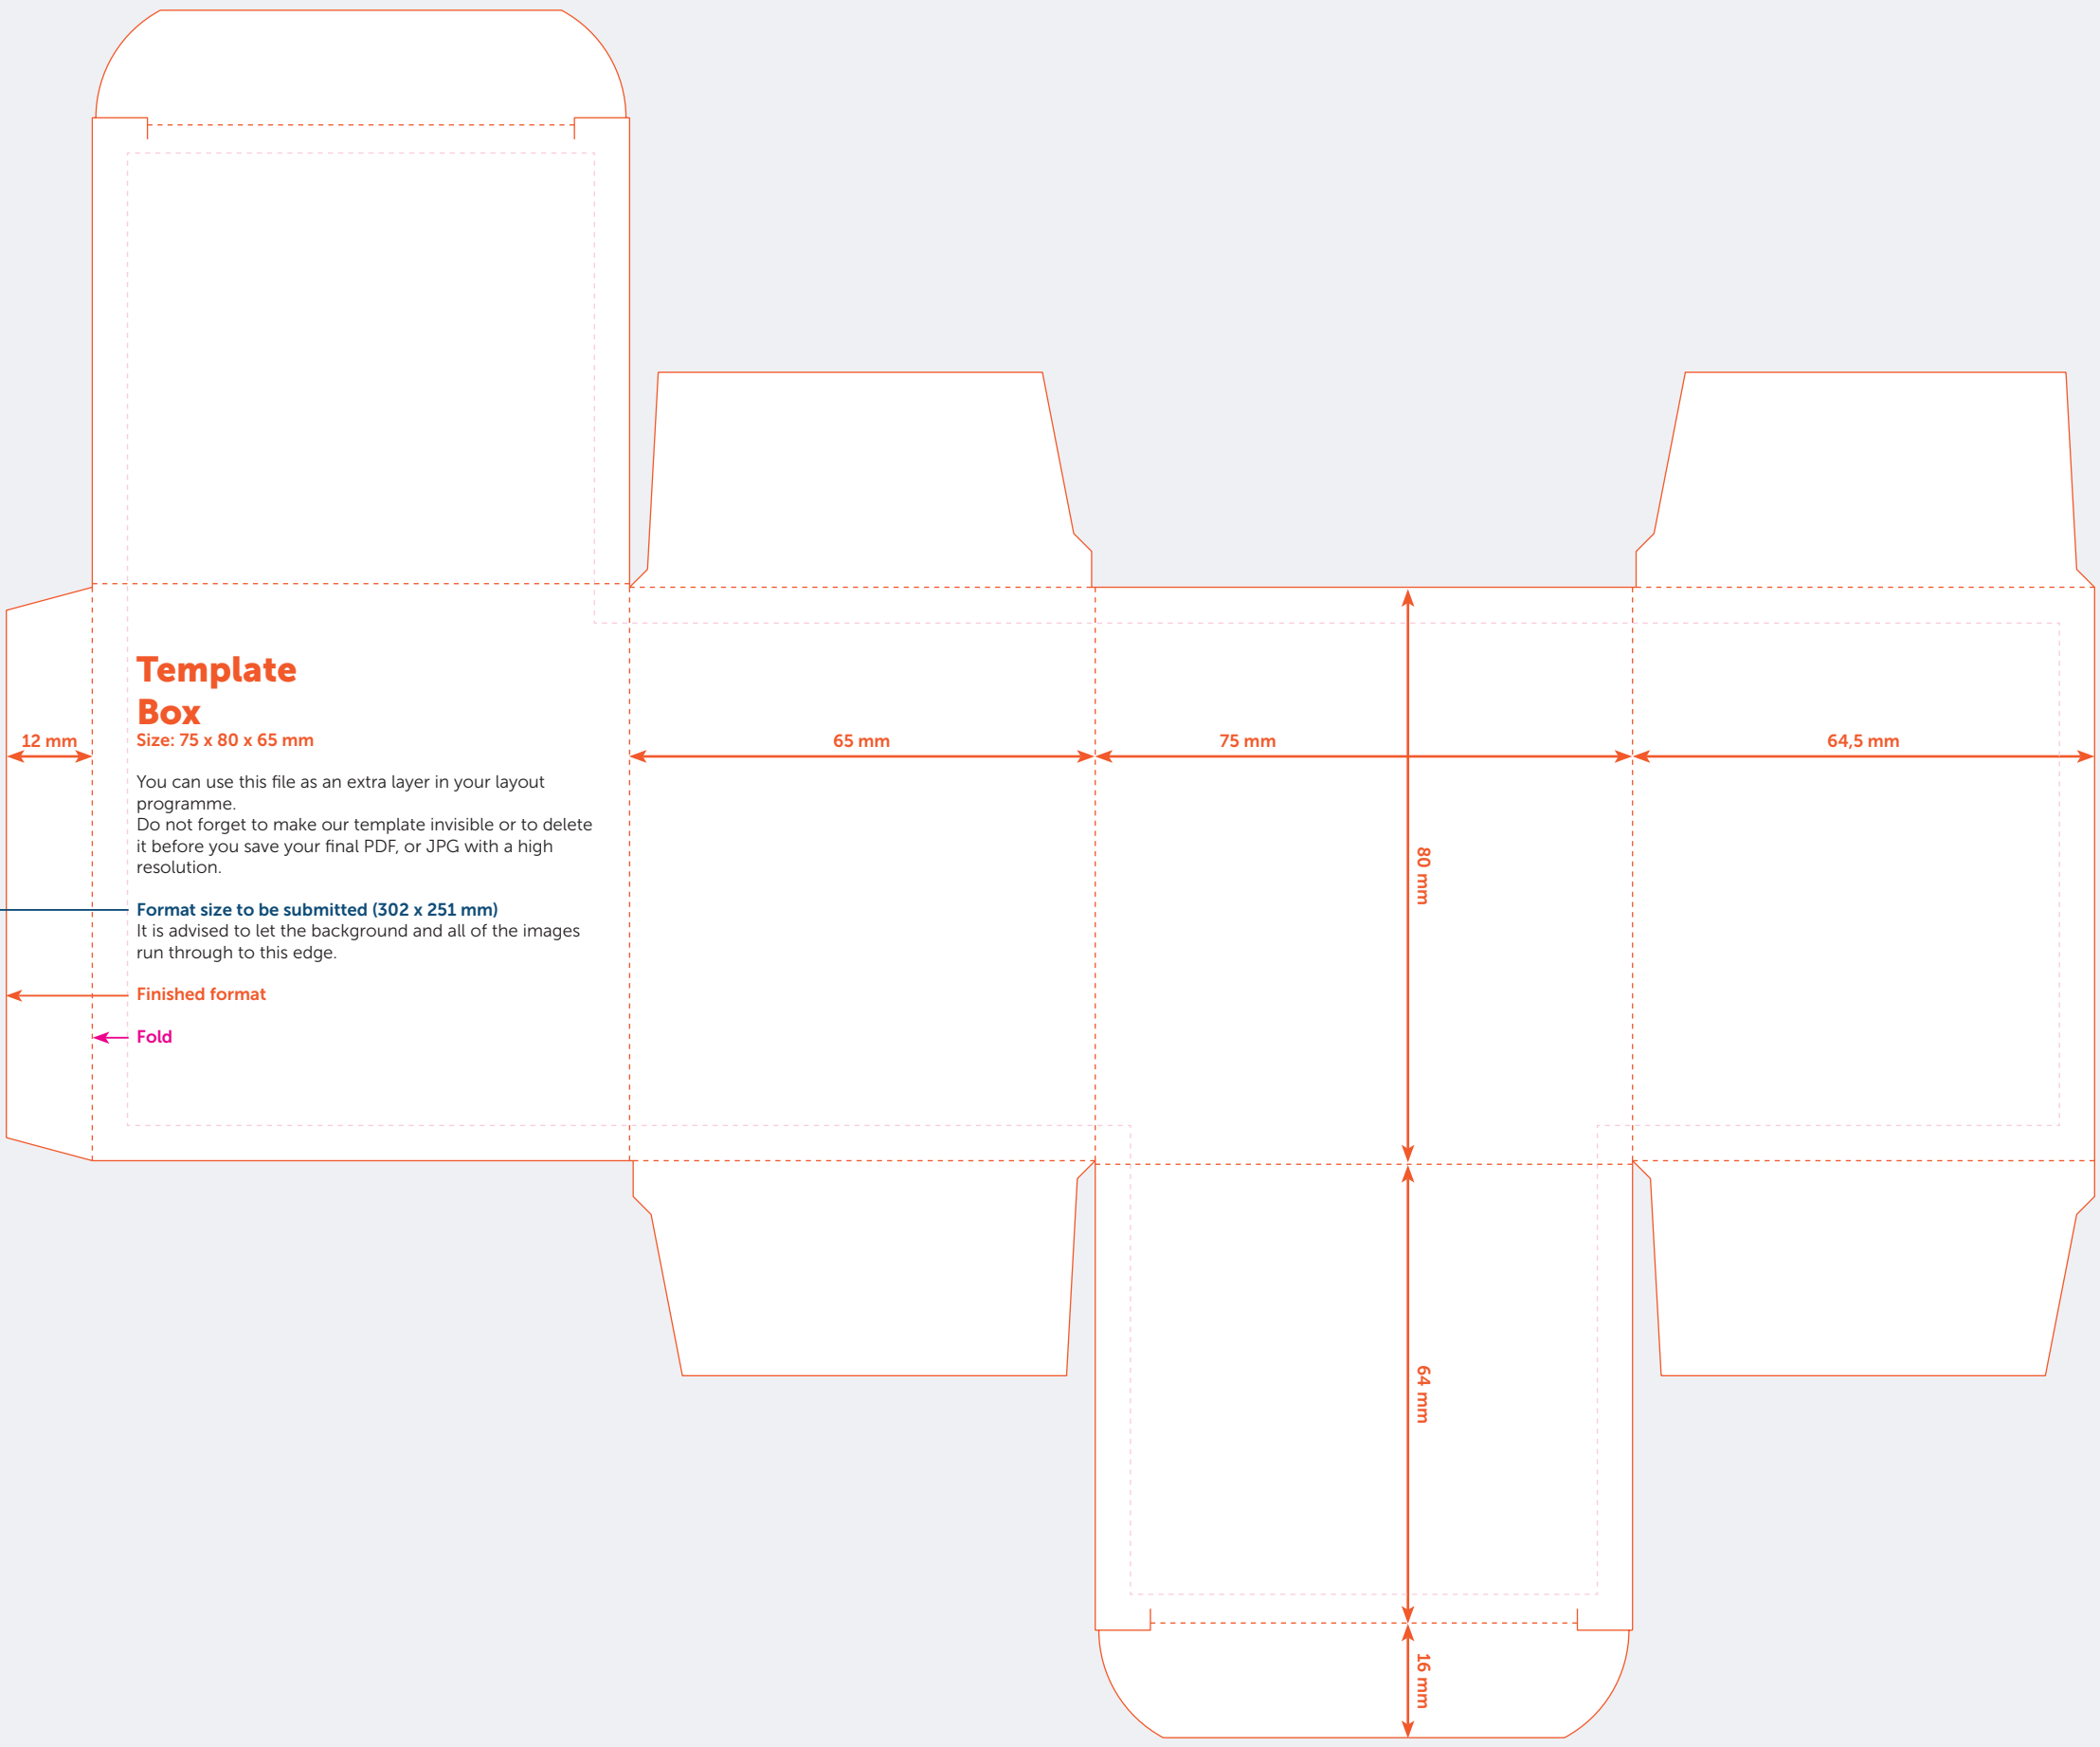 Template
Box
Size: 75 x 80 x 65 mm
12 mm
65 mm
75 mm
64,5 mm
You can use this file as an extra layer in your layout
programme.
Do not forget to make our template invisible or to delete
it before you save your final PDF, or JPG with a high
resolution.
80 mm
Format size to be submitted (302 x 251 mm)
It is advised to let the background and all of the images
run through to this edge.
Finished format
Fold
64 mm
16 mm